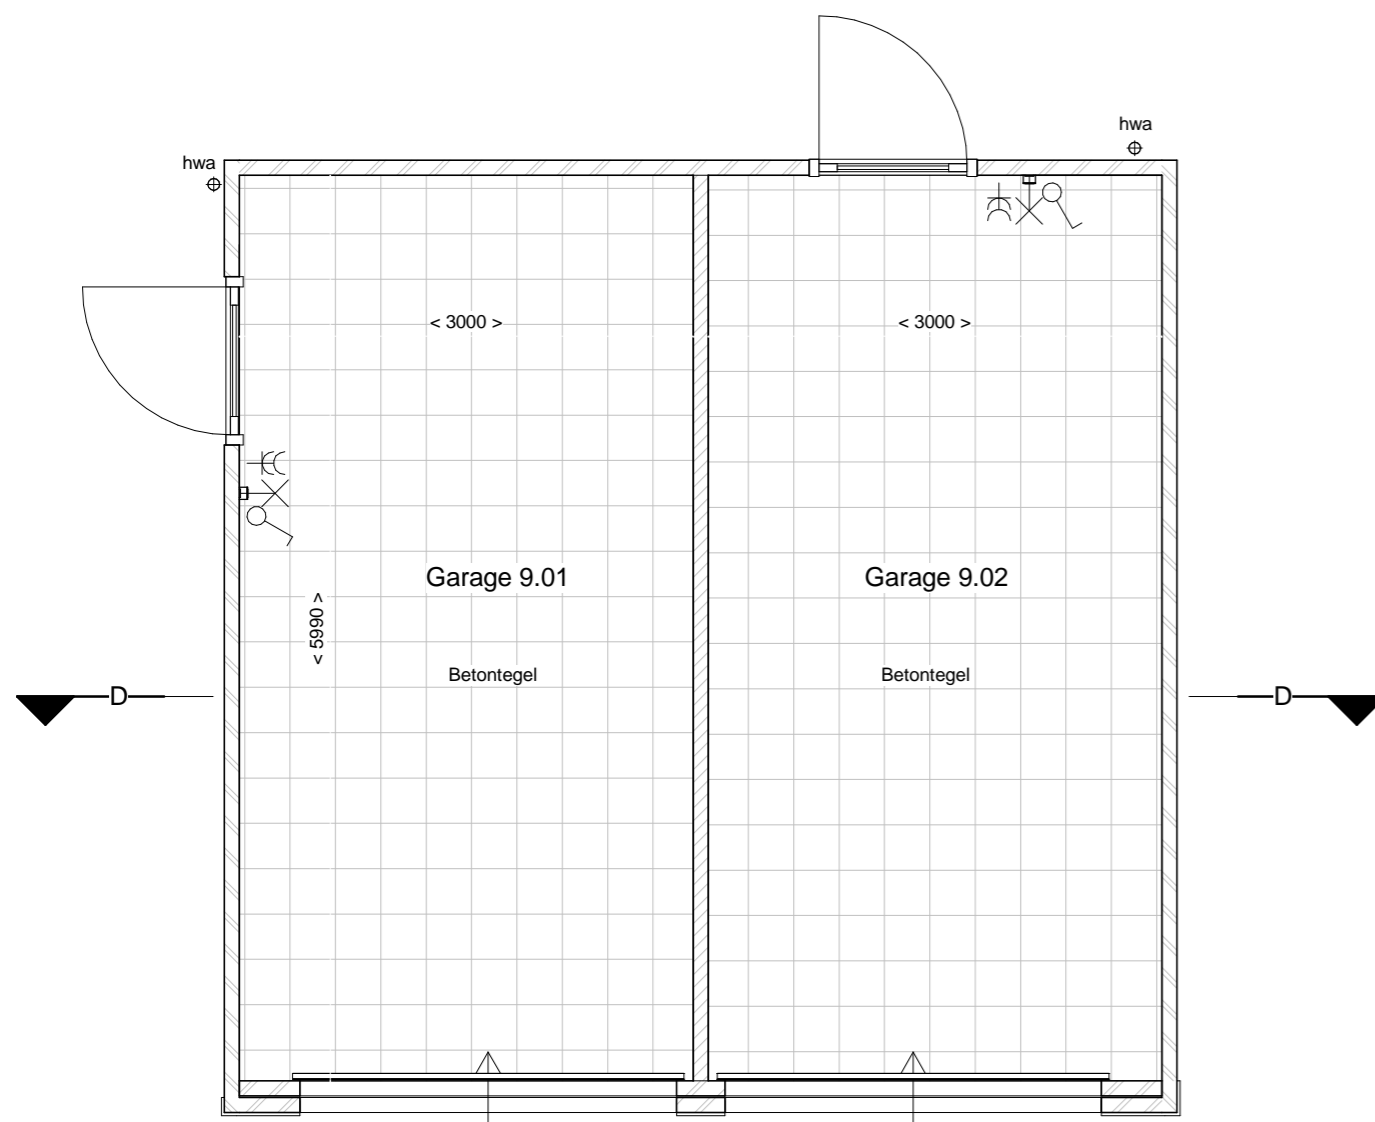 hwa
hwa
< 3000 >
< 3000 >
Garage 9.01
Garage 9.02
< 5990 >
Betontegel
Betontegel
D
D